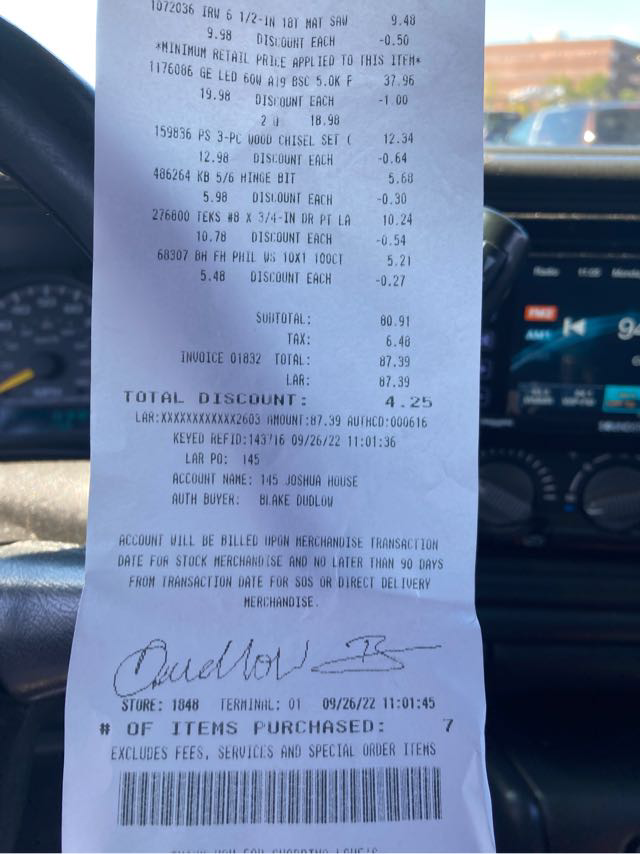 1072036 IRW 6 1/2-IN 18T MAT SAW 9.48
9.98 DISCOUNT EACH -0.50
*MINIMUM RETAIL PRICE APPLIED TO THIS ITEM*
1176086 GE LED 60W A19 BSC 5.0K F 37.96
19.98 DISCOUNT EACH -1.00
2 @ 18.98
159836 PS 3-PC WOOD CHISEL SET ( 12.34
12.98 DISCOUNT EACH -0.64
486264 KB 5/6 HINGE BIT 5.68
5.98 DISCOUNT EACH -0.30
276800 TEKS #8 X 3/4-IN DR PT LA 10.24
10.78 DISCOUNT EACH -0.54
68307 BH FH PHIL WS 10X1 100CT 5.21
5.48 DISCOUNT EACH -0.27
SUBTOTAL: 80.91
TAX: 6.48
INVOICE 01832 TOTAL: 87.39
LAR: 87.39
TOTAL DISCOUNT: 4.25
LAR:XXXXXXXXXXXX2603 AMOUNT:87.39 AUTHCD:000616
KEYED REFID:143716 09/26/22 11:01:36
LAR PO: 145
ACCOUNT NAME: 145 JOSHUA HOUSE
AUTH BUYER: BLAKE DUDLOW
ACCOUNT WILL BE BILLED UPON MERCHANDISE TRANSACTION
DATE FOR STOCK MERCHANDISE AND NO LATER THAN 90 DAYS
FROM TRANSACTION DATE FOR SOS OR DIRECT DELIVERY
MERCHANDISE.
STORE: 1848 TERMINAL: 01 09/26/22 11:01:45
# OF ITEMS PURCHASED: 7
EXCLUDES FEES, SERVICES AND SPECIAL ORDER ITEMS
Radio 11:02
FM2
AM1
94